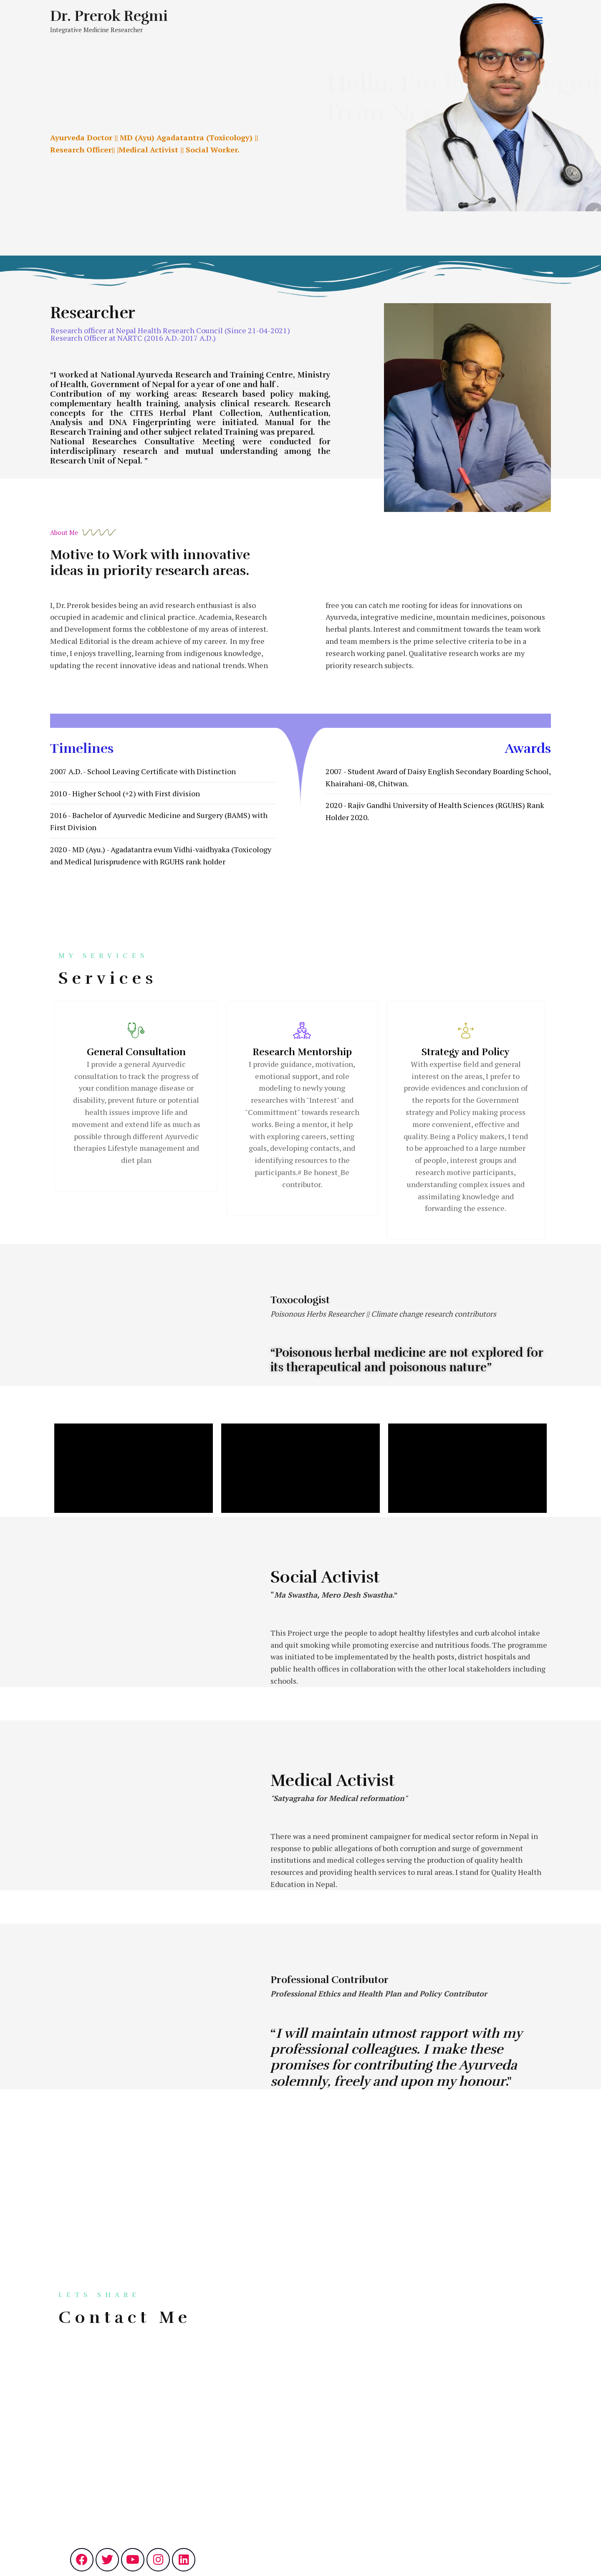 Dr. Prerok Regmi
Integrative Medicine Researcher
Ayurveda Doctor || MD (Ayu) Agadatantra (Toxicology) ||
Research Officer|| |Medical Activist || Social Worker.
Researcher
Research officer at Nepal Health Research Council (Since 21-04-2021)
Research Officer at NARTC (2016 A.D.-2017 A.D.)
“I worked at National Ayurveda Research and Training Centre, Ministry
of Health, Government of Nepal for a year of one and half .
Contribution of my working areas: Research based policy making,
complementary health training, analysis clinical research. Research
concepts for the CITES Herbal Plant Collection, Authentication,
Analysis and DNA Fingerprinting were initiated. Manual for the
Research Training and other subject related Training was prepared.
National Researches Consultative Meeting were conducted for
interdisciplinary research and mutual understanding among the
Research Unit of Nepal. ”
About Me
Motive to Work with innovative
ideas in priority research areas.
I, Dr. Prerok besides being an avid research enthusiast is also
occupied in academic and clinical practice. Academia, Research
and Development forms the cobblestone of my areas of interest.
Medical Editorial is the dream achieve of my career. In my free
time, I enjoys travelling, learning from indigenous knowledge,
updating the recent innovative ideas and national trends. When
free you can catch me rooting for ideas for innovations on
Ayurveda, integrative medicine, mountain medicines, poisonous
herbal plants. Interest and commitment towards the team work
and team members is the prime selective criteria to be in a
research working panel. Qualitative research works are my
priority research subjects.
Timelines
2007 A.D. - School Leaving Certificate with Distinction
2010 - Higher School (+2) with First division
2016 - Bachelor of Ayurvedic Medicine and Surgery (BAMS) with
First Division
2020 - MD (Ayu.) - Agadatantra evum Vidhi-vaidhyaka (Toxicology
and Medical Jurisprudence with RGUHS rank holder
Awards
2007 - Student Award of Daisy English Secondary Boarding School,
Khairahani-08, Chitwan.
2020 - Rajiv Gandhi University of Health Sciences (RGUHS) Rank
Holder 2020.
MY SERVICES
Services
General Consultation
I provide a general Ayurvedic
consultation to track the progress of
your condition manage disease or
disability, prevent future or potential
health issues improve life and
movement and extend life as much as
possible through different Ayurvedic
therapies Lifestyle management and
diet plan
Research Mentorship
I provide guidance, motivation,
emotional support, and role
modeling to newly young
researches with "Interest" and
"Committment" towards research
works. Being a mentor, it help
with exploring careers, setting
goals, developing contacts, and
identifying resources to the
participants.# Be honest_Be
contributor.
Strategy and Policy
With expertise field and general
interest on the areas, I prefer to
provide evidences and conclusion of
the reports for the Government
strategy and Policy making process
more convenient, effective and
quality. Being a Policy makers, I tend
to be approached to a large number
of people, interest groups and
research motive participants,
understanding complex issues and
assimilating knowledge and
forwarding the essence.
Toxocologist
Poisonous Herbs Researcher || Climate change research contributors
“Poisonous herbal medicine are not explored for
its therapeutical and poisonous nature”
Social Activist
“Ma Swastha, Mero Desh Swastha.”
This Project urge the people to adopt healthy lifestyles and curb alcohol intake
and quit smoking while promoting exercise and nutritious foods. The programme
was initiated to be implementated by the health posts, district hospitals and
public health offices in collaboration with the other local stakeholders including
schools.
Medical Activist
"Satyagraha for Medical reformation"
There was a need prominent campaigner for medical sector reform in Nepal in
response to public allegations of both corruption and surge of government
institutions and medical colleges serving the production of quality health
resources and providing health services to rural areas. I stand for Quality Health
Education in Nepal.
Professional Contributor
Professional Ethics and Health Plan and Policy Contributor
“I will maintain utmost rapport with my
professional colleagues. I make these
promises for contributing the Ayurveda
solemnly, freely and upon my honour."
LETS SHARE
Contact Me